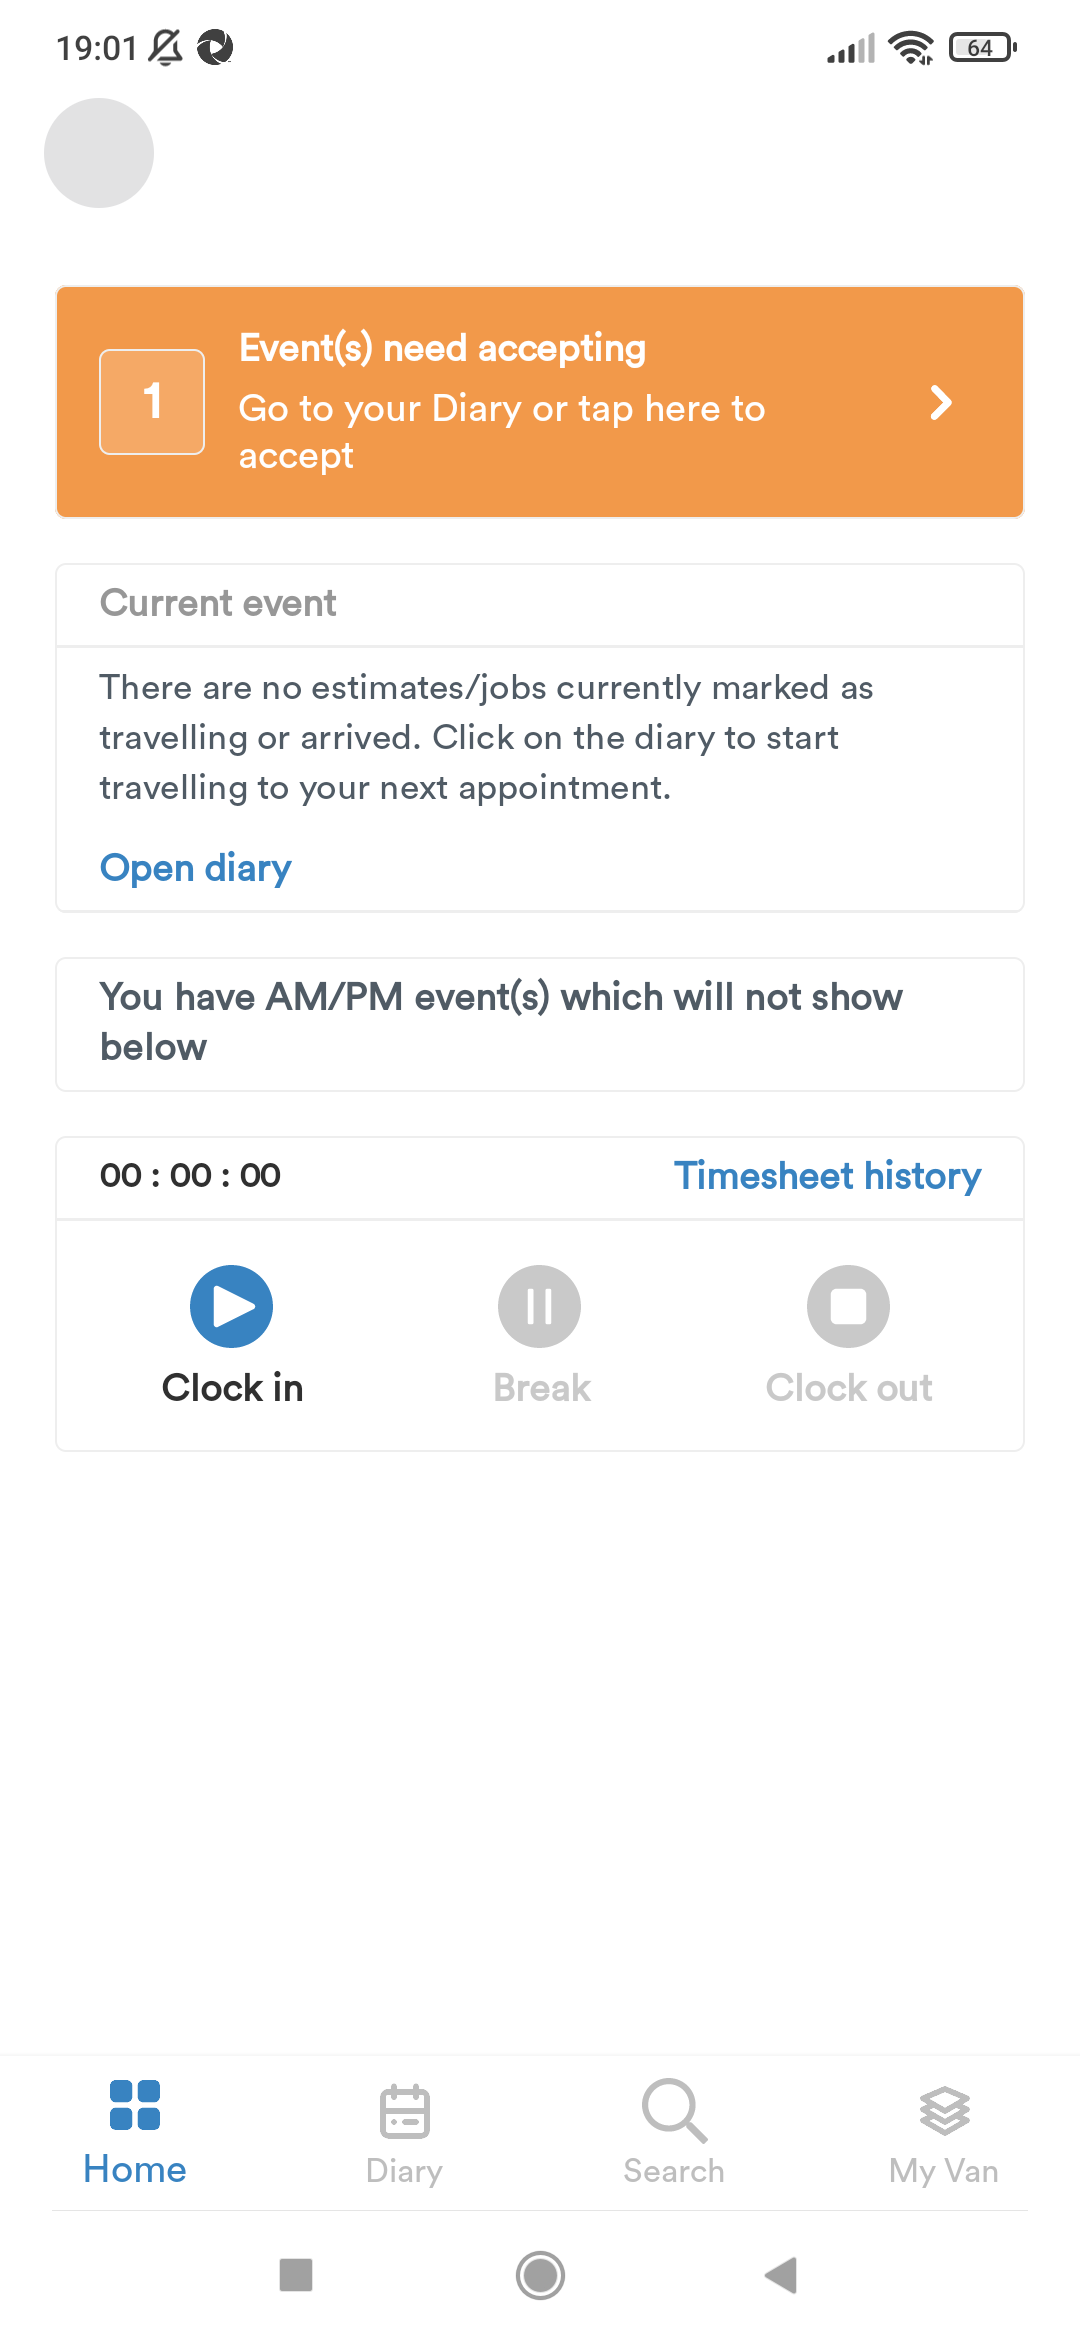 19:01
64
1
Event(s) need accepting
Go to your Diary or tap here to
accept
Current event
There are no estimates/jobs currently marked as
travelling or arrived. Click on the diary to start
travelling to your next appointment.
Open diary
You have AM/PM event(s) which will not show
below
00 : 00 : 00
Timesheet history
Clock in
Break
Clock out
Home
Diary
Search
My Van